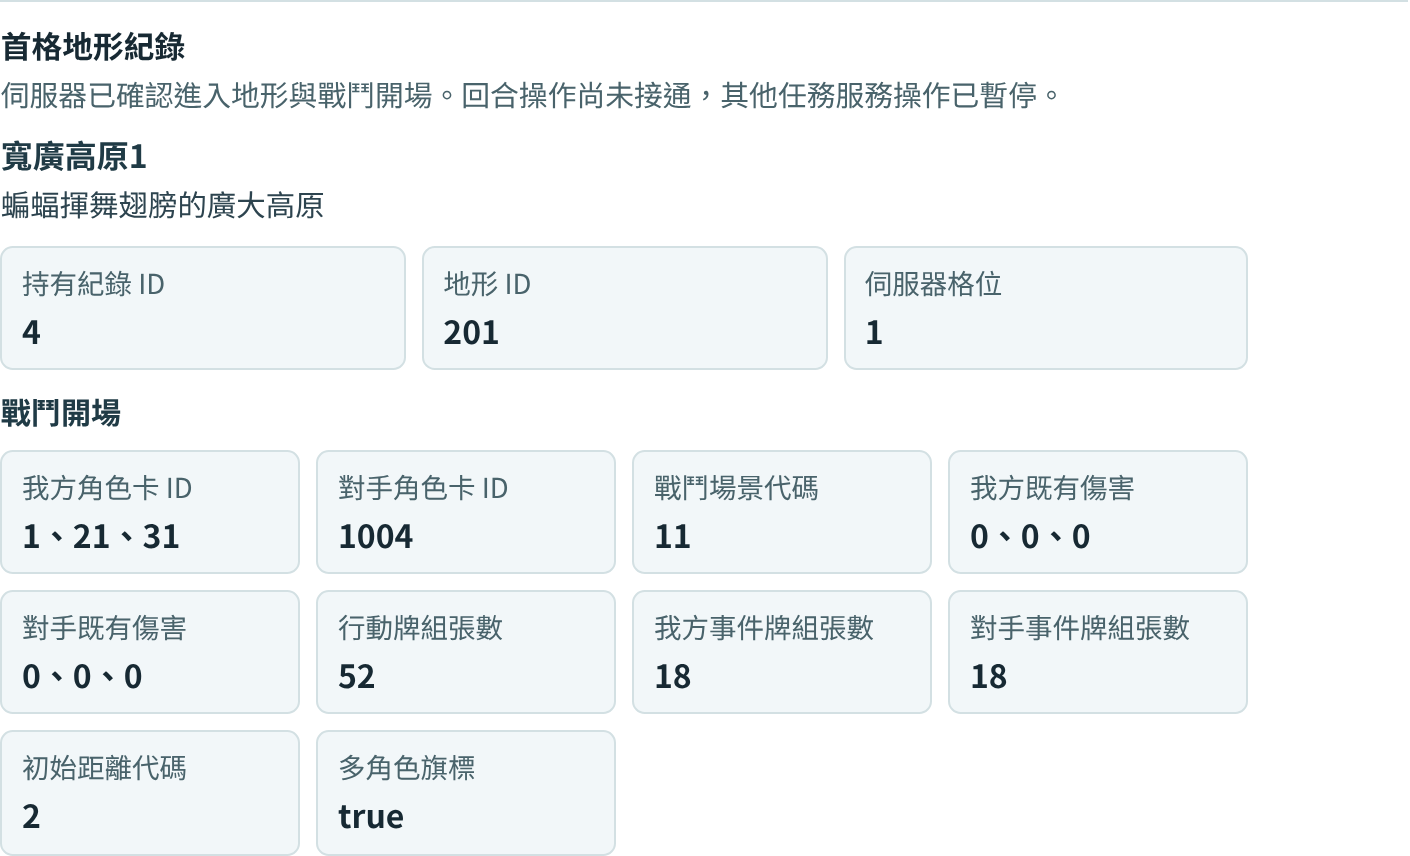 首格地形紀錄
伺服器已確認進入地形與戰鬥開場。回合操作尚未接通，其他任務服務操作已暫停。
寬廣高原1
蝙蝠揮舞翅膀的廣大高原
持有紀錄 ID
4
地形 ID
201
伺服器格位
1
戰鬥開場
我方角色卡 ID
1、21、31
對手角色卡 ID
1004
戰鬥場景代碼
11
我方既有傷害
0、0、0
對手既有傷害
0、0、0
行動牌組張數
52
我方事件牌組張數
18
對手事件牌組張數
18
初始距離代碼
2
多角色旗標
true